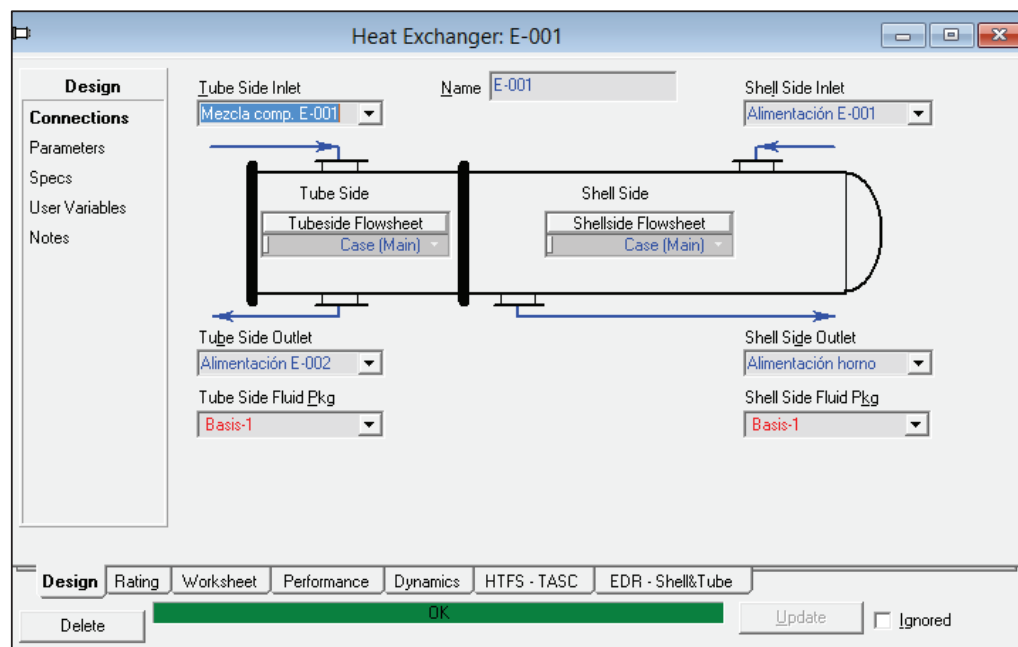 Heat Exchanger: E-001
Design
Connections
Parameters
Specs
User Variables
Notes
Tube Side Inlet
Mezcla comp. E-001
Name
E-001
Shell Side Inlet
Alimentación E-001
Tube Side
Tubeside Flowsheet
Case (Main)
Shell Side
Shellside Flowsheet
Case (Main)
Tube Side Outlet
Alimentación E-002
Shell Side Outlet
Alimentación horno
Tube Side Fluid Pkg
Basis-1
Shell Side Fluid Pkg
Basis-1
Design Rating Worksheet Performance Dynamics HTFS - TASC EDR - Shell&Tube
Delete
OK
Update
Ignored